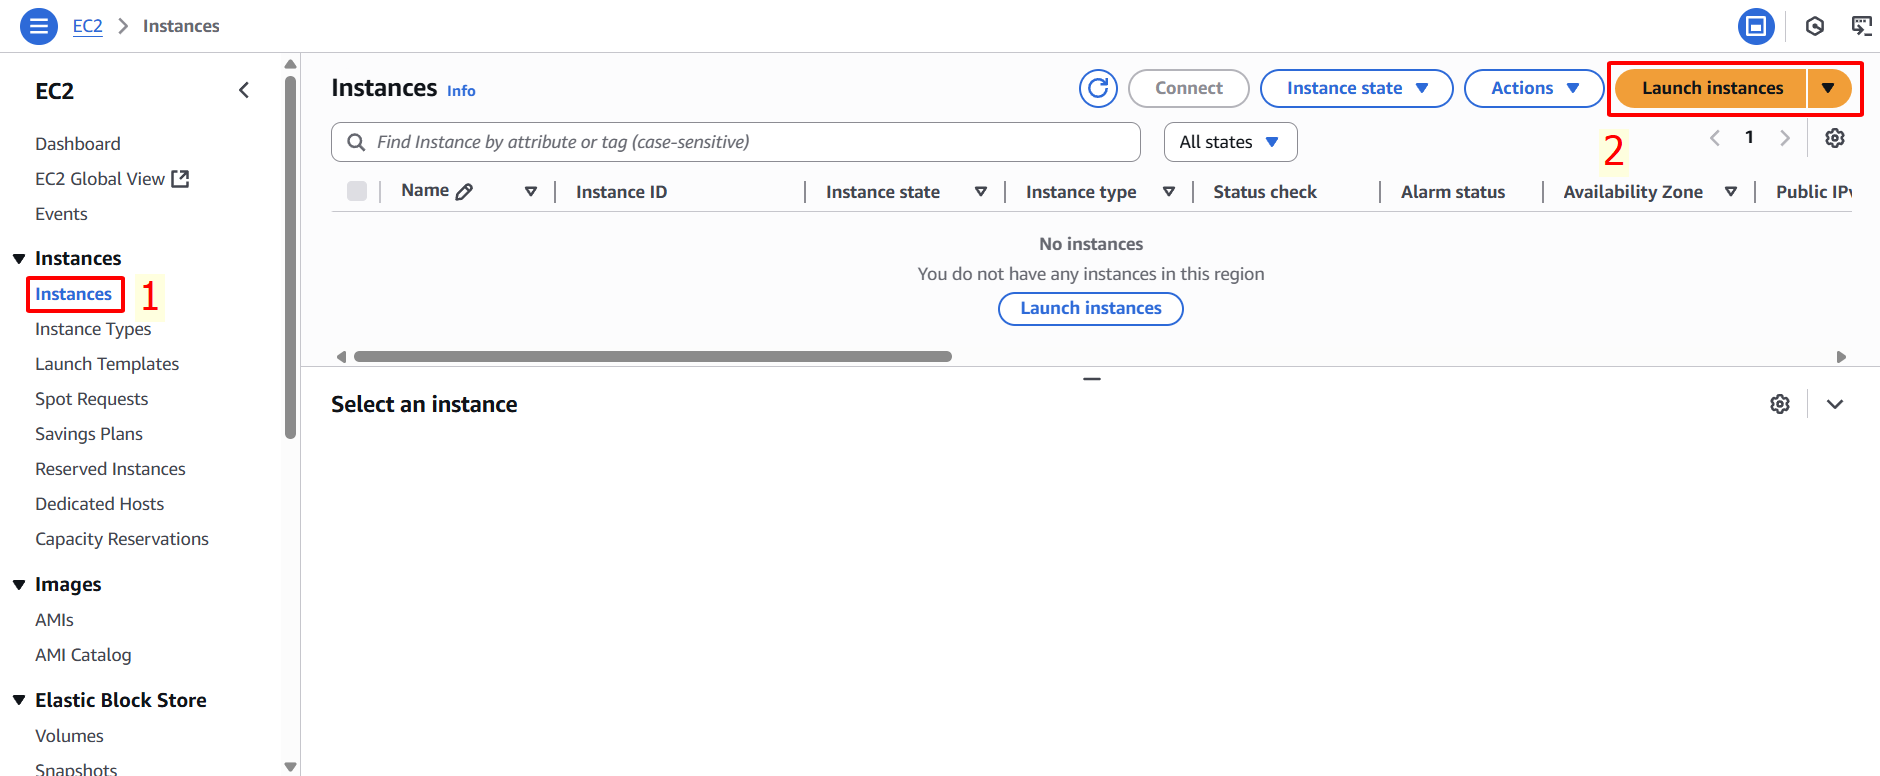 EC2 > Instances
EC2
Dashboard
EC2 Global View
Events
Instances
Instances 1
Instance Types
Launch Templates
Spot Requests
Savings Plans
Reserved Instances
Dedicated Hosts
Capacity Reservations
Images
AMIs
AMI Catalog
Elastic Block Store
Volumes
Snapshots
Instances Info Connect Instance state Actions Launch instances
Find Instance by attribute or tag (case-sensitive) All states 2 1
Name Instance ID Instance state Instance type Status check Alarm status Availability Zone Public IPv
No instances
You do not have any instances in this region
Launch instances
Select an instance